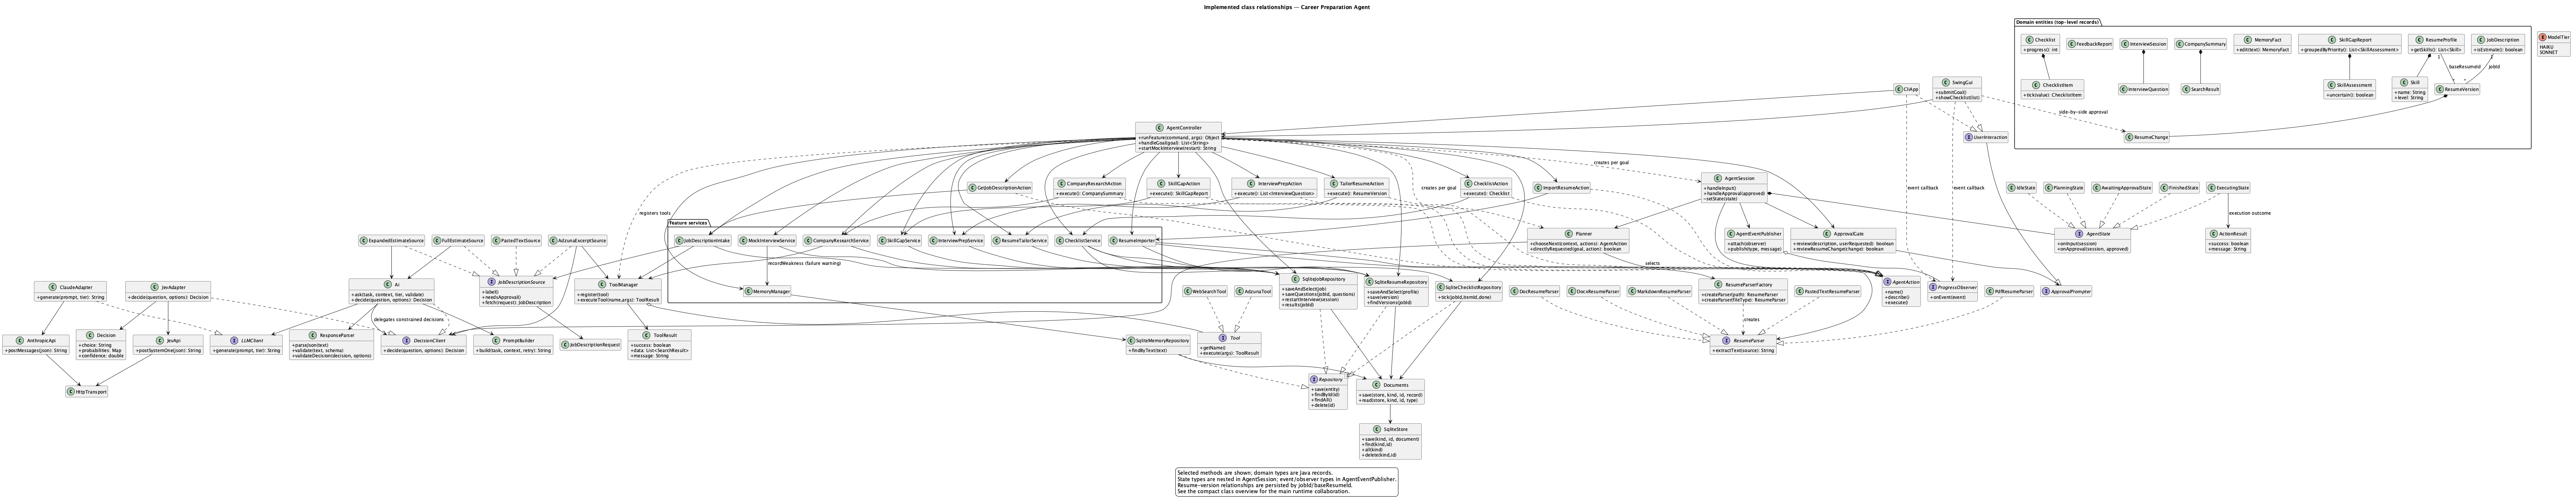 Implemented class relationships — Career Preparation Agent
Domain entities (top-level records)
Checklist
+progress(): int
FeedbackReport
InterviewSession
CompanySummary
MemoryFact
+edit(text): MemoryFact
SkillGapReport
+groupedByPriority(): List<SkillAssessment>
ResumeProfile
+getSkills(): List<Skill>
JobDescription
+isEstimate(): boolean
ModelTier
HAIKU
SONNET
1
baseResumeId
*
1
jobId
*
ChecklistItem
+tick(value): ChecklistItem
InterviewQuestion
SearchResult
SkillAssessment
+uncertain(): boolean
Skill
+name: String
+level: String
ResumeVersion
ResumeChange
CliApp
SwingGui
+submitGoal()
+showChecklist(list)
side-by-side approval
UserInteraction
AgentController
+runFeature(command, args): Object
+handleGoal(goal): List<String>
+startMockInterview(restart): String
creates per goal
creates per goal
event callback
event callback
registers tools
GetJobDescriptionAction
CompanyResearchAction
+execute(): CompanySummary
SkillGapAction
+execute(): SkillGapReport
InterviewPrepAction
+execute(): List<InterviewQuestion>
TailorResumeAction
+execute(): ResumeVersion
ChecklistAction
+execute(): Checklist
ImportResumeAction
AgentSession
+handleInput()
+handleApproval(approved)
~setState(state)
IdleState
PlanningState
AwaitingApprovalState
FinishedState
ExecutingState
execution outcome
Feature services
ExpandedEstimateSource
FullEstimateSource
PastedTextSource
AdzunaExcerptSource
JobDescriptionIntake
MockInterviewService
CompanyResearchService
SkillGapService
InterviewPrepService
ResumeTailorService
ChecklistService
ResumeImporter
Planner
+chooseNext(context, actions): AgentAction
+directlyRequested(goal, action): boolean
AgentEventPublisher
+attach(observer)
+publish(type, message)
ApprovalGate
+review(description, userRequested): boolean
+reviewResumeChange(change): boolean
AgentState
+onInput(session)
+onApproval(session, approved)
ActionResult
+success: boolean
+message: String
recordWeakness (failure warning)
selects
ClaudeAdapter
+generate(prompt, tier): String
JevAdapter
+decide(question, options): Decision
Ai
+ask(task, context, tier, validate)
+decide(question, options): Decision
JobDescriptionSource
+label()
+needsApproval()
+fetch(request): JobDescription
ToolManager
+register(tool)
+executeTool(name,args): ToolResult
MemoryManager
WebSearchTool
AdzunaTool
SqliteJobRepository
+saveAndSelect(job)
+saveQuestions(jobId, questions)
+restartInterview(session)
+results(jobId)
SqliteResumeRepository
+saveAndSelect(profile)
+save(version)
+findVersions(jobId)
SqliteChecklistRepository
+tick(jobId,itemId,done)
DocResumeParser
DocxResumeParser
MarkdownResumeParser
ResumeParserFactory
+createParser(path): ResumeParser
+createParser(fileType): ResumeParser
PastedTextResumeParser
PdfResumeParser
AgentAction
+name()
+describe()
+execute()
ProgressObserver
+onEvent(event)
ApprovalPrompter
delegates constrained decisions
creates
AnthropicApi
+postMessages(json): String
Decision
+choice: String
+probabilities: Map
+confidence: double
JevApi
+postSystemOne(json): String
LLMClient
+generate(prompt, tier): String
ResponseParser
+parseJson(text)
+validate(text, schema)
+validateDecision(decision, options)
DecisionClient
+decide(question, options): Decision
PromptBuilder
+build(task, context, retry): String
JobDescriptionRequest
ToolResult
+success: boolean
+data: List<SearchResult>
+message: String
SqliteMemoryRepository
+findByText(text)
Tool
+getName()
+execute(args): ToolResult
ResumeParser
+extractText(source): String
HttpTransport
Repository
+save(entity)
+findById(id)
+findAll()
+delete(id)
Documents
+save(store, kind, id, record)
+read(store, kind, id, type)
SqliteStore
+save(kind, id, document)
+find(kind,id)
+all(kind)
+delete(kind,id)
Selected methods are shown; domain types are Java records.
State types are nested in AgentSession; event/observer types in AgentEventPublisher.
Resume-version relationships are persisted by jobId/baseResumeId.
See the compact class overview for the main runtime collaboration.